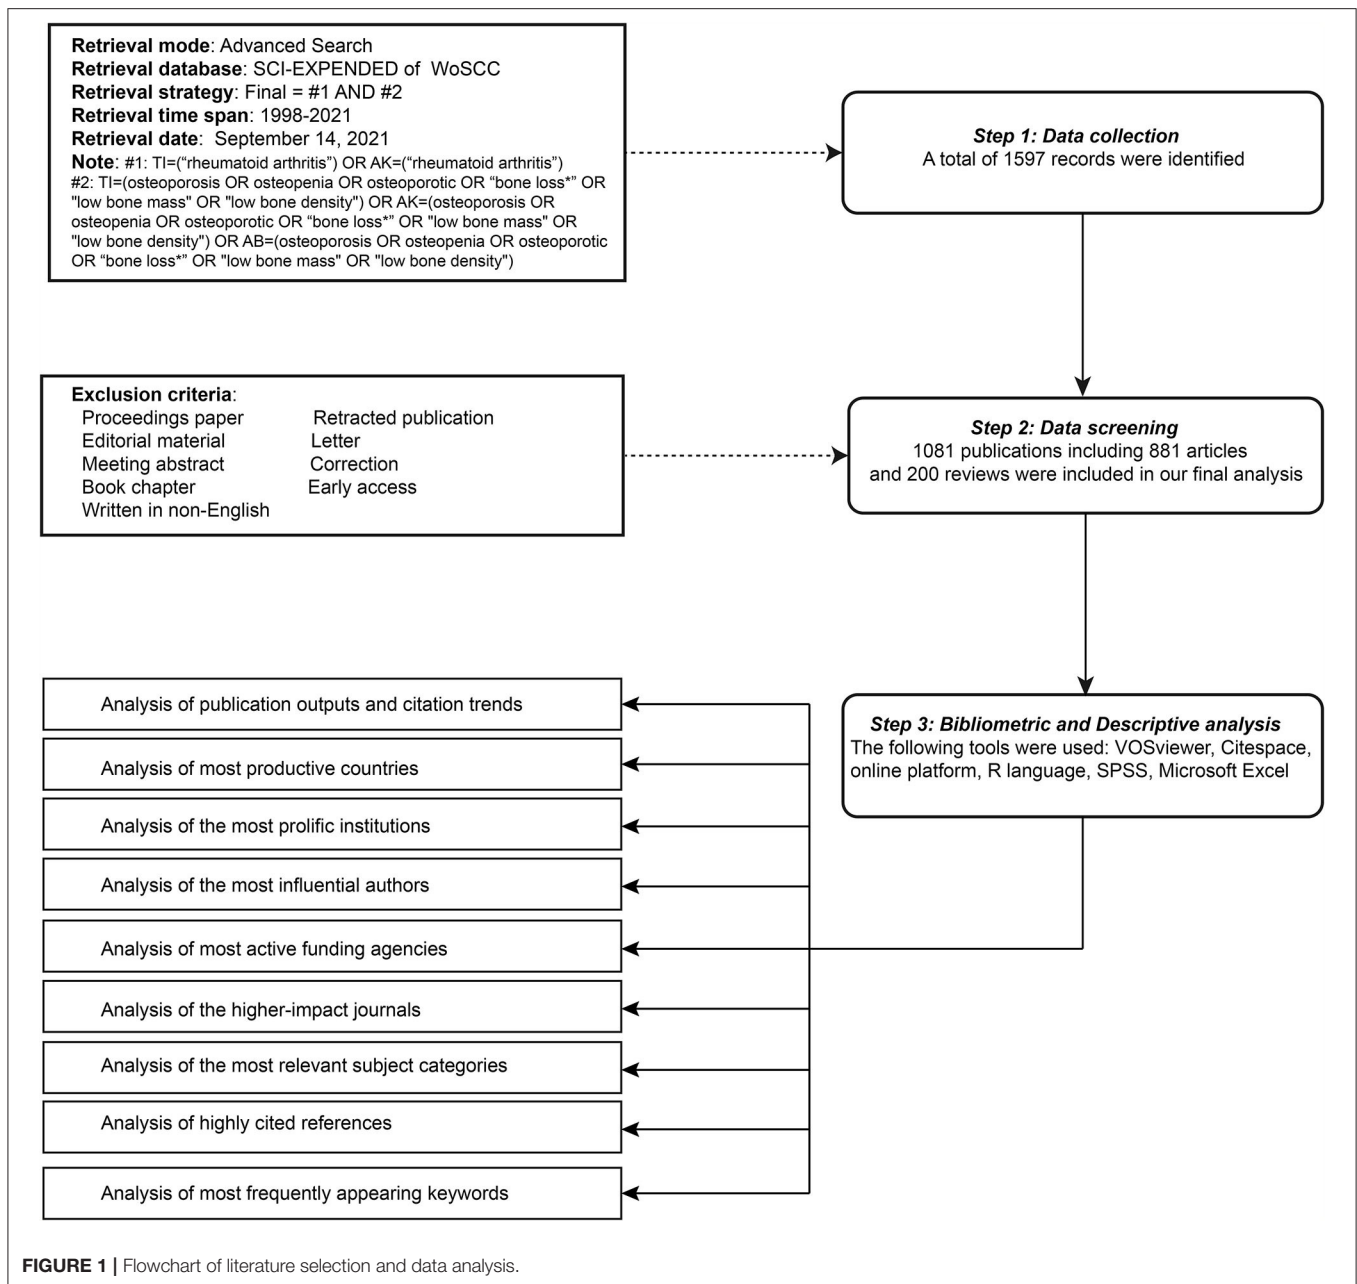 Retrieval mode: Advanced Search
Retrieval database: SCI-EXPENDED of WoSCC
Retrieval strategy: Final = #1 AND #2
Retrieval time span: 1998-2021
Retrieval date: September 14, 2021
Note: #1: TI=(“rheumatoid arthritis”) OR AK=(“rheumatoid arthritis”)
#2: TI=(osteoporosis OR osteopenia OR osteoporotic OR “bone loss*” OR
"low bone mass" OR "low bone density") OR AK=(osteoporosis OR
osteopenia OR osteoporotic OR “bone loss*” OR "low bone mass" OR
"low bone density") OR AB=(osteoporosis OR osteopenia OR osteoporotic
OR “bone loss*” OR "low bone mass" OR "low bone density")
Step 1: Data collection
A total of 1597 records were identified
Exclusion criteria:
Proceedings paper Retracted publication
Editorial material Letter
Meeting abstract Correction
Book chapter Early access
Written in non-English
Step 2: Data screening
1081 publications including 881 articles
and 200 reviews were included in our final analysis
Step 3: Bibliometric and Descriptive analysis
The following tools were used: VOSviewer, Citespace,
online platform, R language, SPSS, Microsoft Excel
Analysis of publication outputs and citation trends
Analysis of most productive countries
Analysis of the most prolific institutions
Analysis of the most influential authors
Analysis of most active funding agencies
Analysis of the higher-impact journals
Analysis of the most relevant subject categories
Analysis of highly cited references
Analysis of most frequently appearing keywords
FIGURE 1 | Flowchart of literature selection and data analysis.